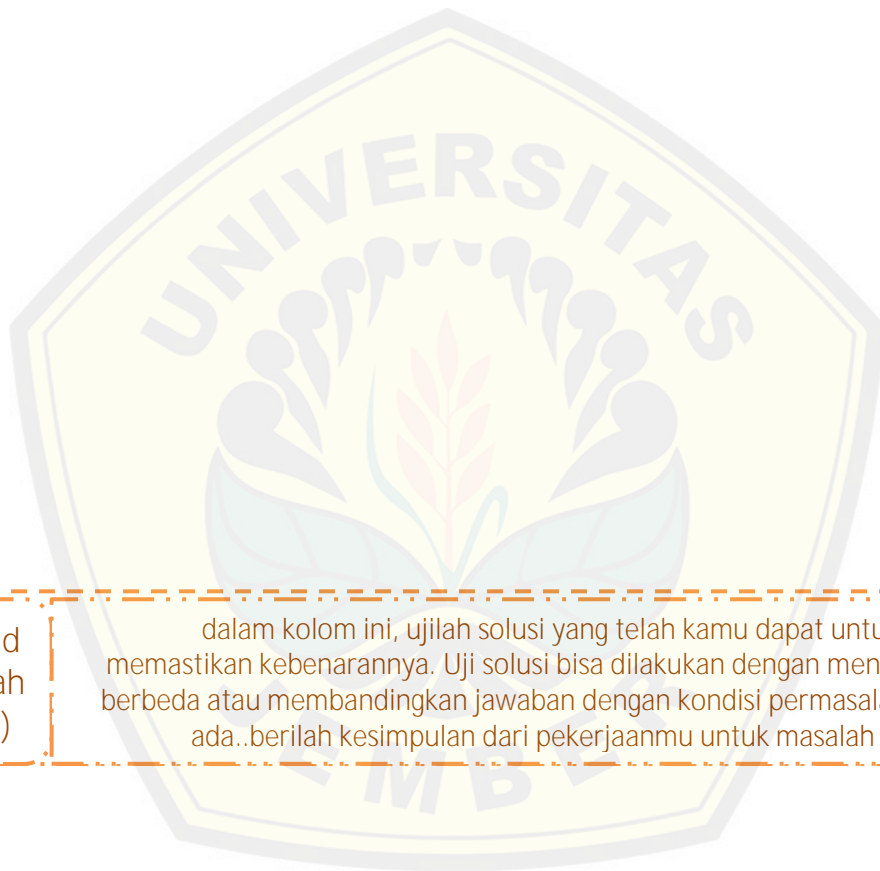 UNIVERSITAS
d
ah
)
dalam kolom ini, ujilah solusi yang telah kamu dapat untu
memastikan kebenarannya. Uji solusi bisa dilakukan dengan men
berbeda atau membandingkan jawaban dengan kondisi permasala
ada..berilah kesimpulan dari pekerjaanmu untuk masalah
JEMBER